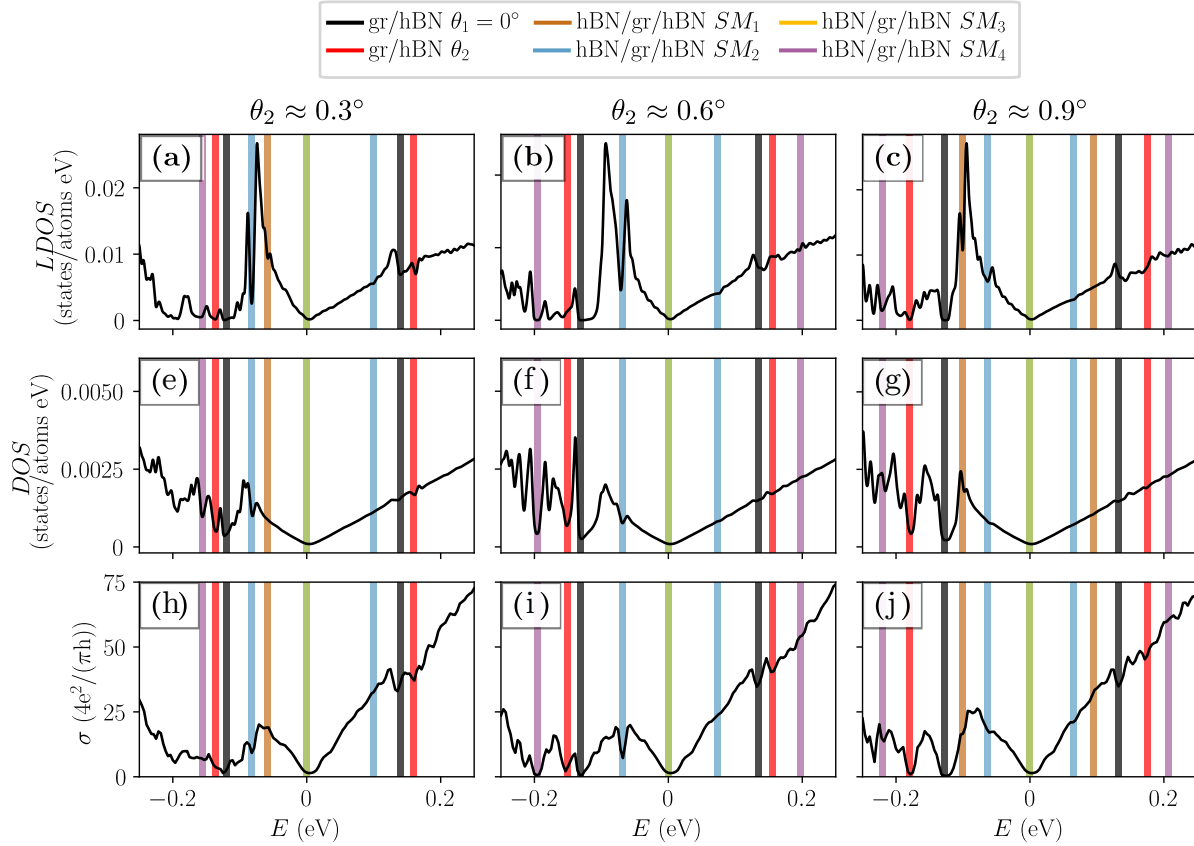 gr/hBN θ₁ = 0° hBN/gr/hBN SM₁ hBN/gr/hBN SM₃
gr/hBN θ₂ hBN/gr/hBN SM₂ hBN/gr/hBN SM₄
θ₂ ≈ 0.3° θ₂ ≈ 0.6° θ₂ ≈ 0.9°
(a) (b) (c)
LDOS
(states/atoms eV)
0.02
0.01
0
(e) (f) (g)
DOS
(states/atoms eV)
0.0050
0.0025
0
(h) (i) (j)
σ (4e²/(πh))
75
50
25
0
−0.2 0 0.2 −0.2 0 0.2 −0.2 0 0.2
E (eV) E (eV) E (eV)